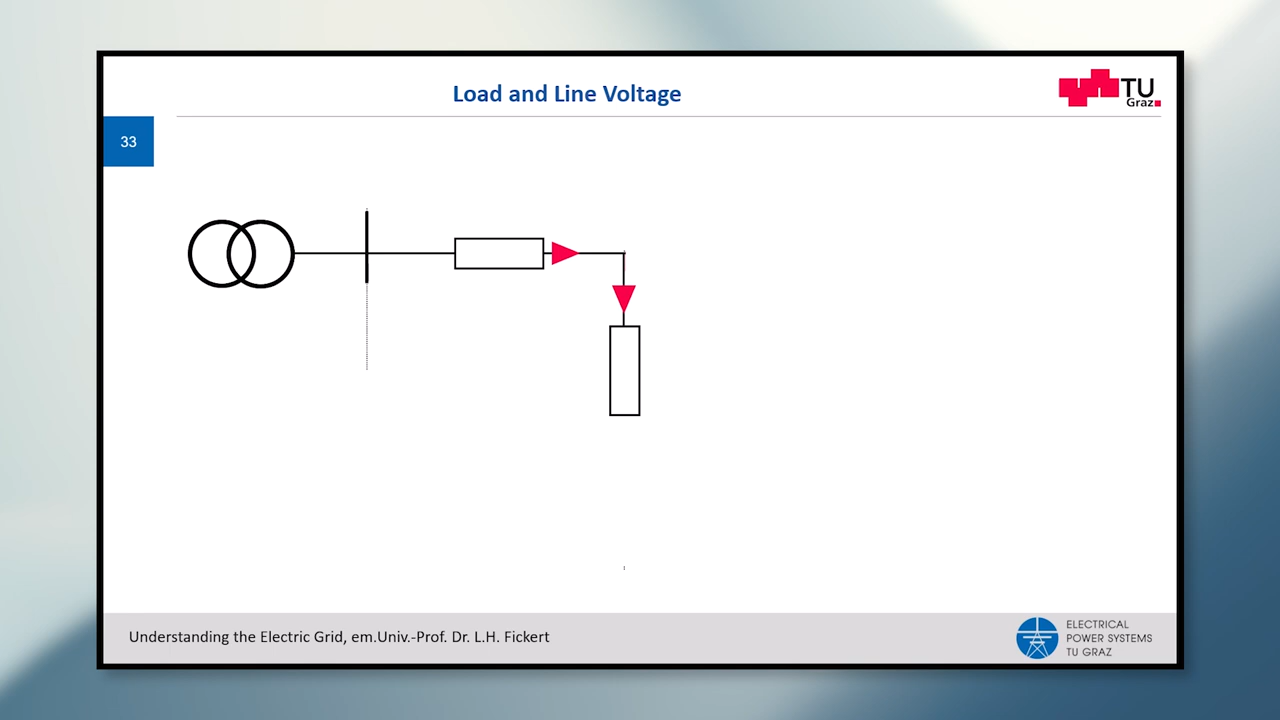 Load and Line Voltage
TU
Graz
33
Understanding the Electric Grid, em.Univ.-Prof. Dr. L.H. Fickert
ELECTRICAL
POWER SYSTEMS
TU GRAZ